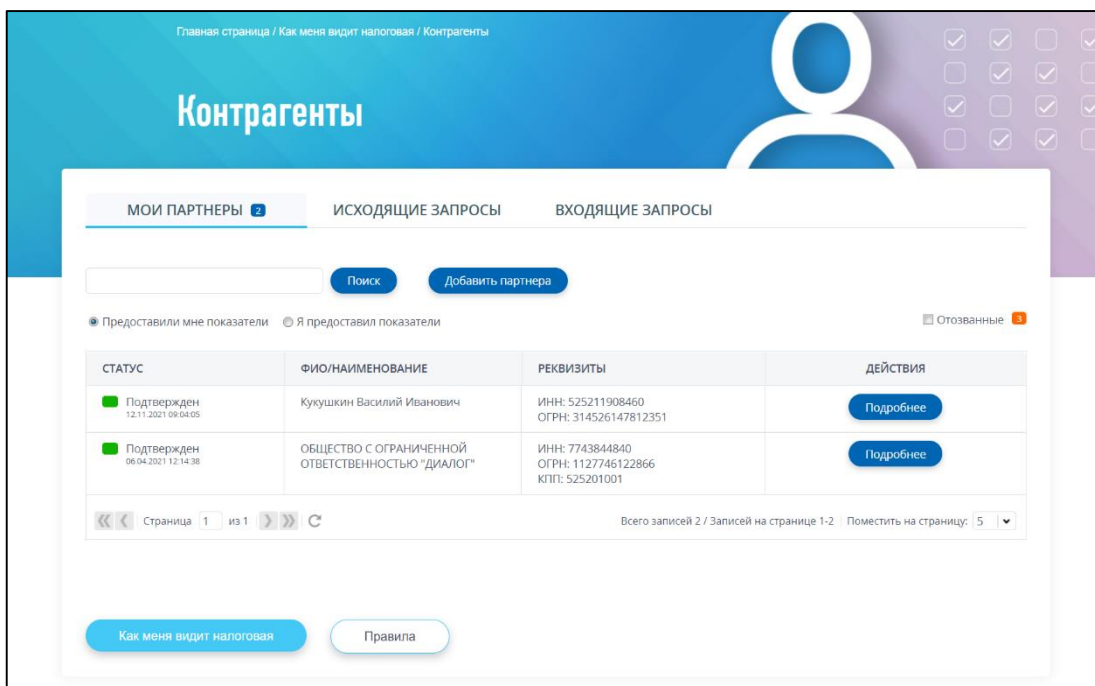 Главная страница / Как меня видит налоговая / Контрагенты
Контрагенты
МОИ ПАРТНЕРЫ 2 ИСХОДЯЩИЕ ЗАПРОСЫ ВХОДЯЩИЕ ЗАПРОСЫ
Поиск Добавить партнера
Предоставили мне показатели Я предоставил показатели Отозванные 3
СТАТУС ФИО/НАИМЕНОВАНИЕ РЕКВИЗИТЫ ДЕЙСТВИЯ
Подтвержден
12.11.2021 09:04:05
Кукушкин Василий Иванович
ИНН: 525211908460
ОГРН: 314526147812351
Подробнее
Подтвержден
06.04.2021 12:14:38
ОБЩЕСТВО С ОГРАНИЧЕННОЙ
ОТВЕТСТВЕННОСТЬЮ "ДИАЛОГ"
ИНН: 7743844840
ОГРН: 1127746122866
КПП: 525201001
Подробнее
Страница 1 из 1 Всего записей 2 / Записей на странице 1-2 Поместить на страницу: 5
Как меня видит налоговая Правила